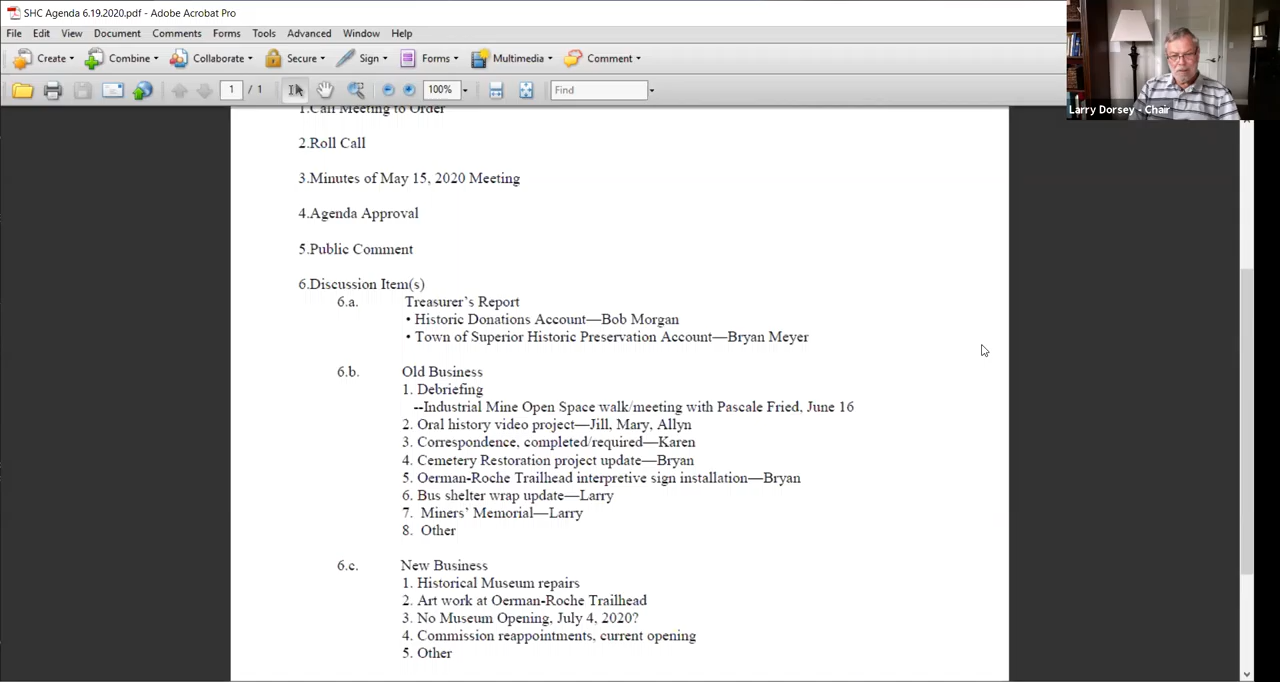 SHC Agenda 6.19.2020.pdf - Adobe Acrobat Pro
File Edit View Document Comments Forms Tools Advanced Window Help
Create Combine Collaborate Secure Sign Forms Multimedia Comment
1 / 1 100% Find
Larry Dorsey - Chair
1.Call Meeting to Order
2.Roll Call
3.Minutes of May 15, 2020 Meeting
4.Agenda Approval
5.Public Comment
6.Discussion Item(s)
6.a. Treasurer’s Report
• Historic Donations Account—Bob Morgan
• Town of Superior Historic Preservation Account—Bryan Meyer
6.b. Old Business
1. Debriefing
--Industrial Mine Open Space walk/meeting with Pascale Fried, June 16
2. Oral history video project—Jill, Mary, Allyn
3. Correspondence, completed/required—Karen
4. Cemetery Restoration project update—Bryan
5. Oerman-Roche Trailhead interpretive sign installation—Bryan
6. Bus shelter wrap update—Larry
7. Miners’ Memorial—Larry
8. Other
6.c. New Business
1. Historical Museum repairs
2. Art work at Oerman-Roche Trailhead
3. No Museum Opening, July 4, 2020?
4. Commission reappointments, current opening
5. Other